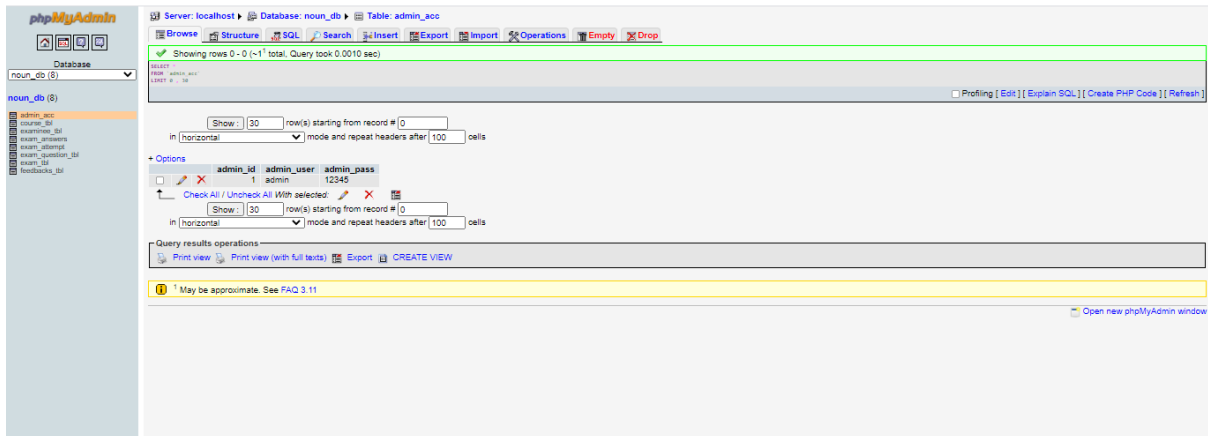 phpMyAdmin
Database
noun_db (8)
noun_db (8)
admin_acc
course_tbl
examinee_tbl
exam_answers
exam_attempt
exam_question_tbl
exam_tbl
feedbacks_tbl
Server: localhost Database: noun_db Table: admin_acc
Browse Structure SQL Search Insert Export Import Operations Empty Drop
Showing rows 0 - 0 (~1¹ total, Query took 0.0010 sec)
SELECT *
FROM `admin_acc`
LIMIT 0 , 30
Profiling [ Edit ] [ Explain SQL ] [ Create PHP Code ] [ Refresh ]
Show : 30 row(s) starting from record # 0
in horizontal mode and repeat headers after 100 cells
+ Options
admin_id admin_user admin_pass
1 admin 12345
Check All / Uncheck All With selected:
Show : 30 row(s) starting from record # 0
in horizontal mode and repeat headers after 100 cells
Query results operations
Print view Print view (with full texts) Export CREATE VIEW
¹ May be approximate. See FAQ 3.11
Open new phpMyAdmin window